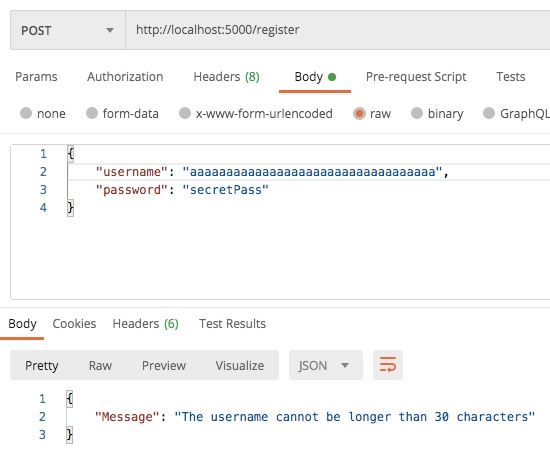 POST
http://localhost:5000/register
Params Authorization Headers (8) Body Pre-request Script Tests
none form-data x-www-form-urlencoded raw binary GraphQL
1 {
2 "username": "aaaaaaaaaaaaaaaaaaaaaaaaaaaaaaaaaa",
3 "password": "secretPass"
4 }
Body Cookies Headers (6) Test Results
Pretty Raw Preview Visualize JSON
1 {
2 "Message": "The username cannot be longer than 30 characters"
3 }